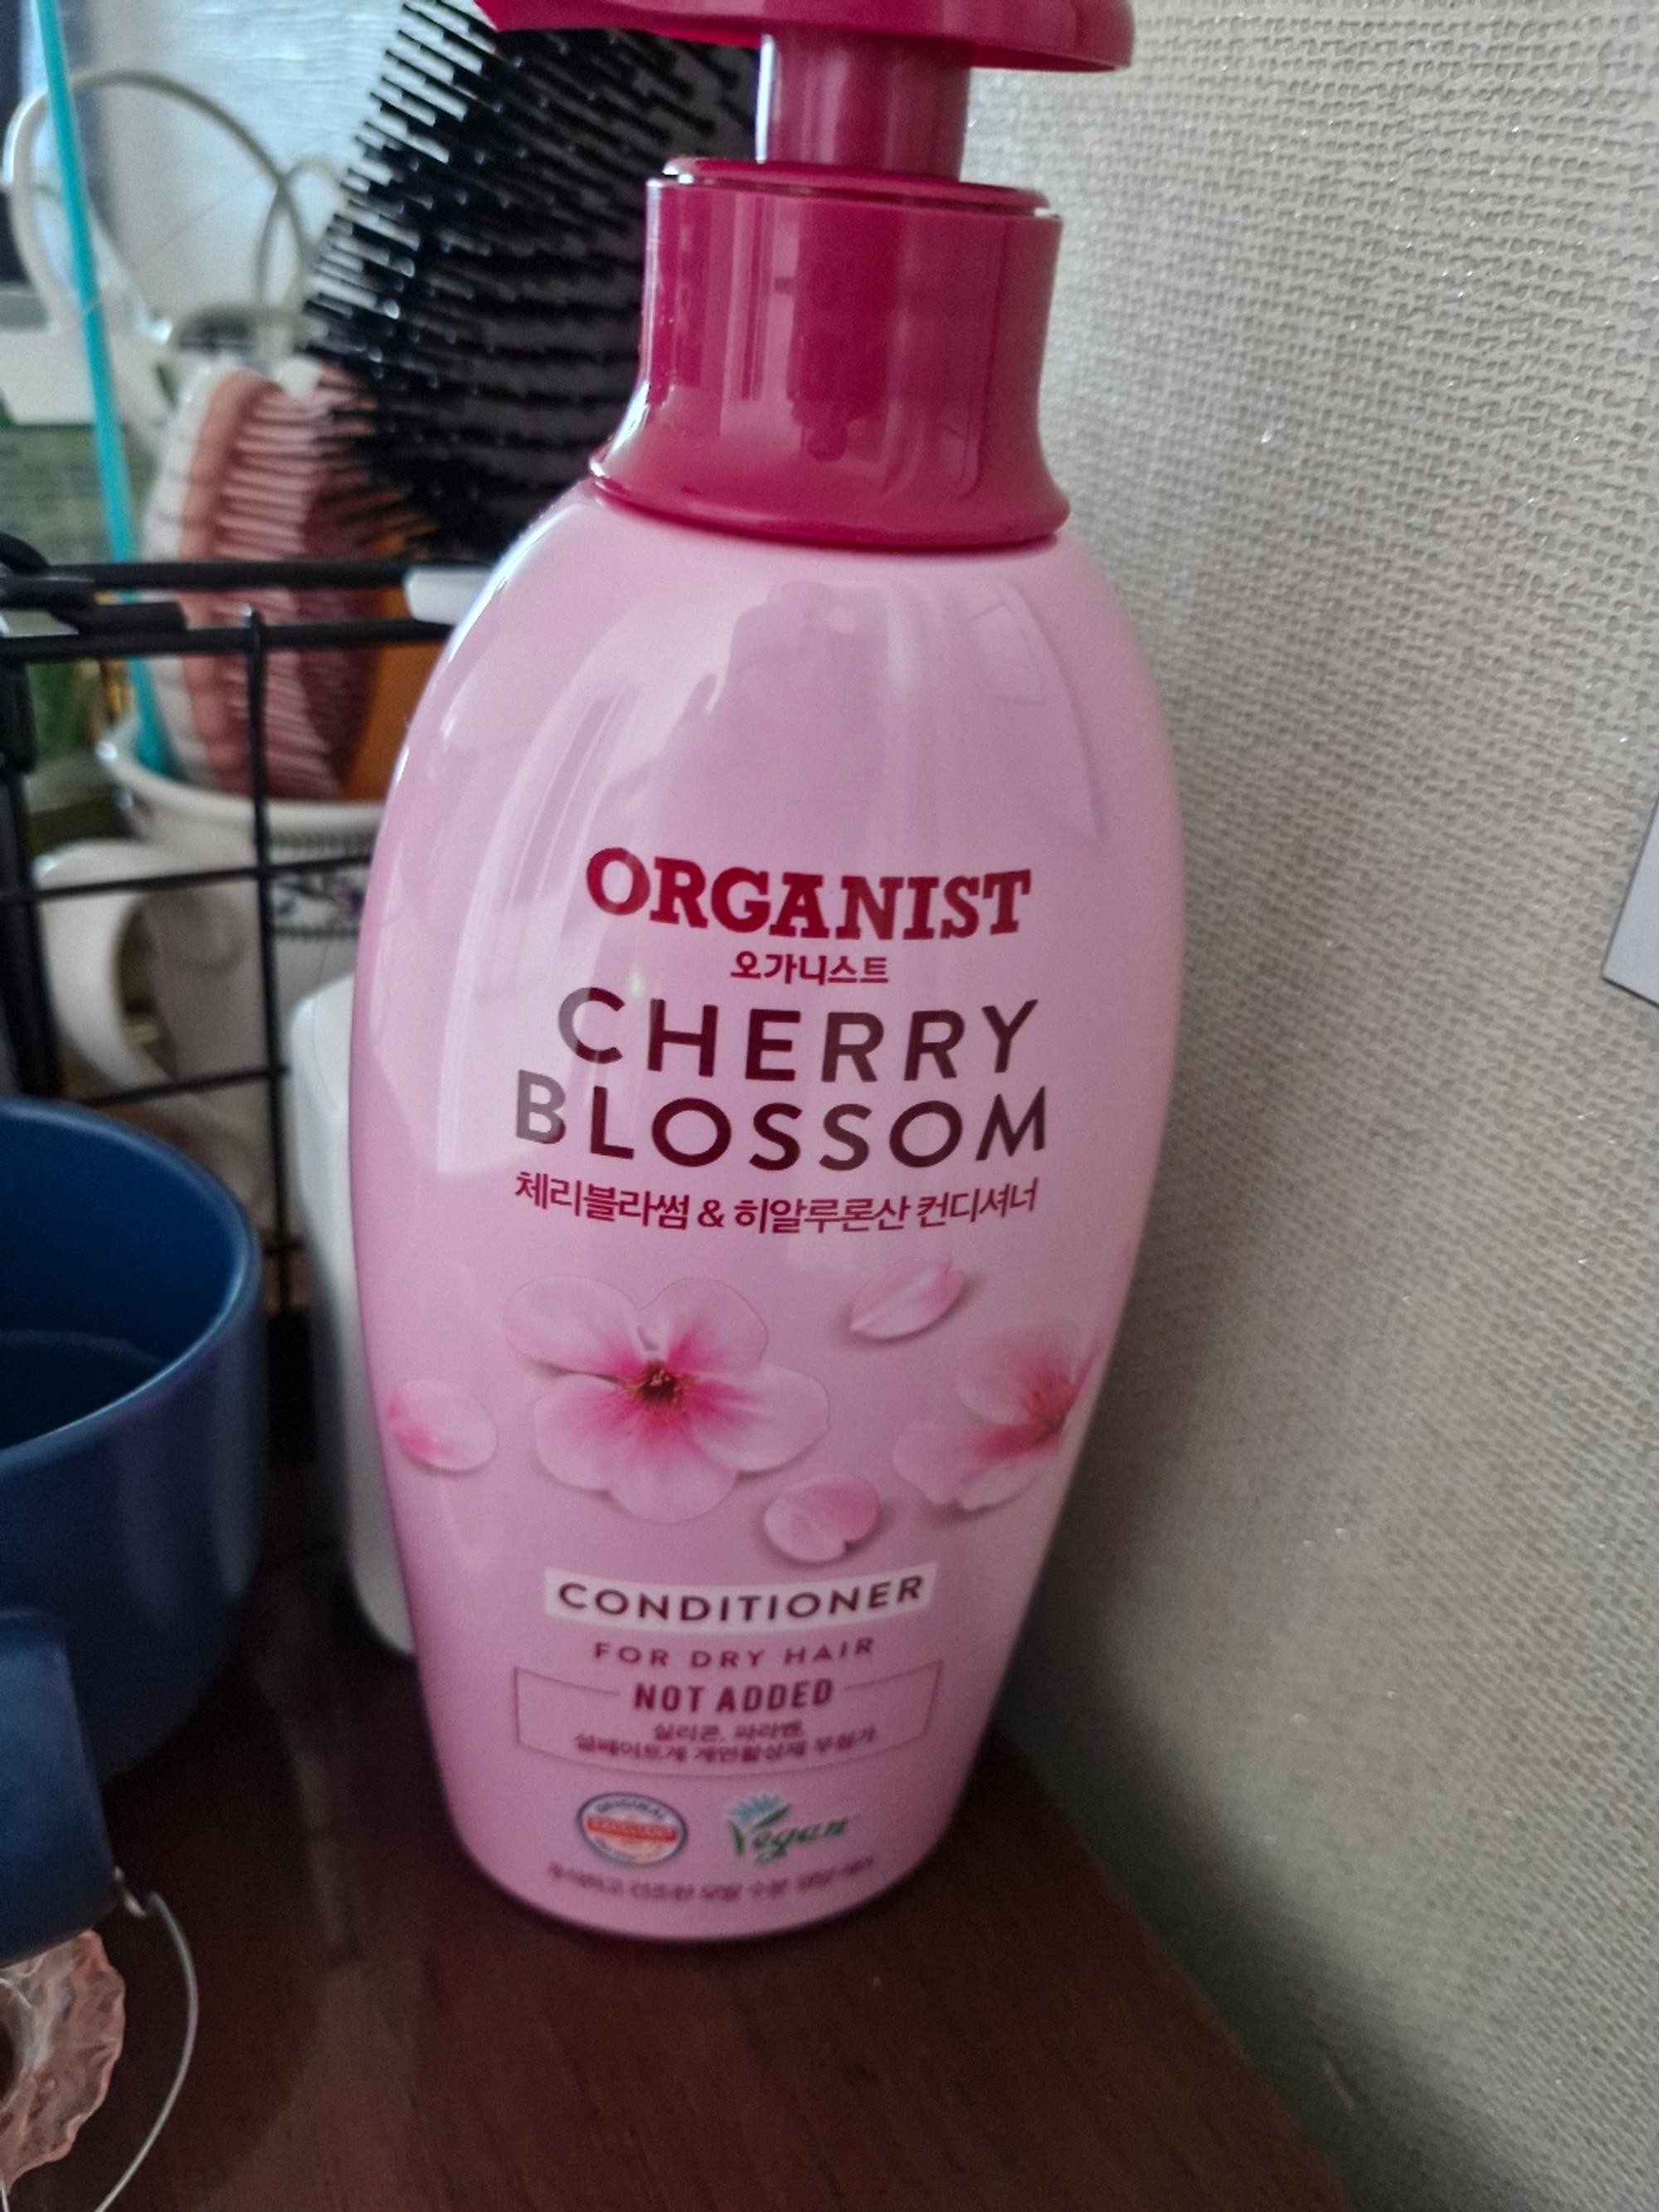 ORGANIST
오가니스트
CHERRY
BLOSSOM
체리블라썸 & 히알루론산 컨디셔너
CONDITIONER
FOR DRY HAIR
NOT ADDED
실리콘, 파라벤,
설페이트계 계면활성제 무첨가
ORIGINAL
Vegan